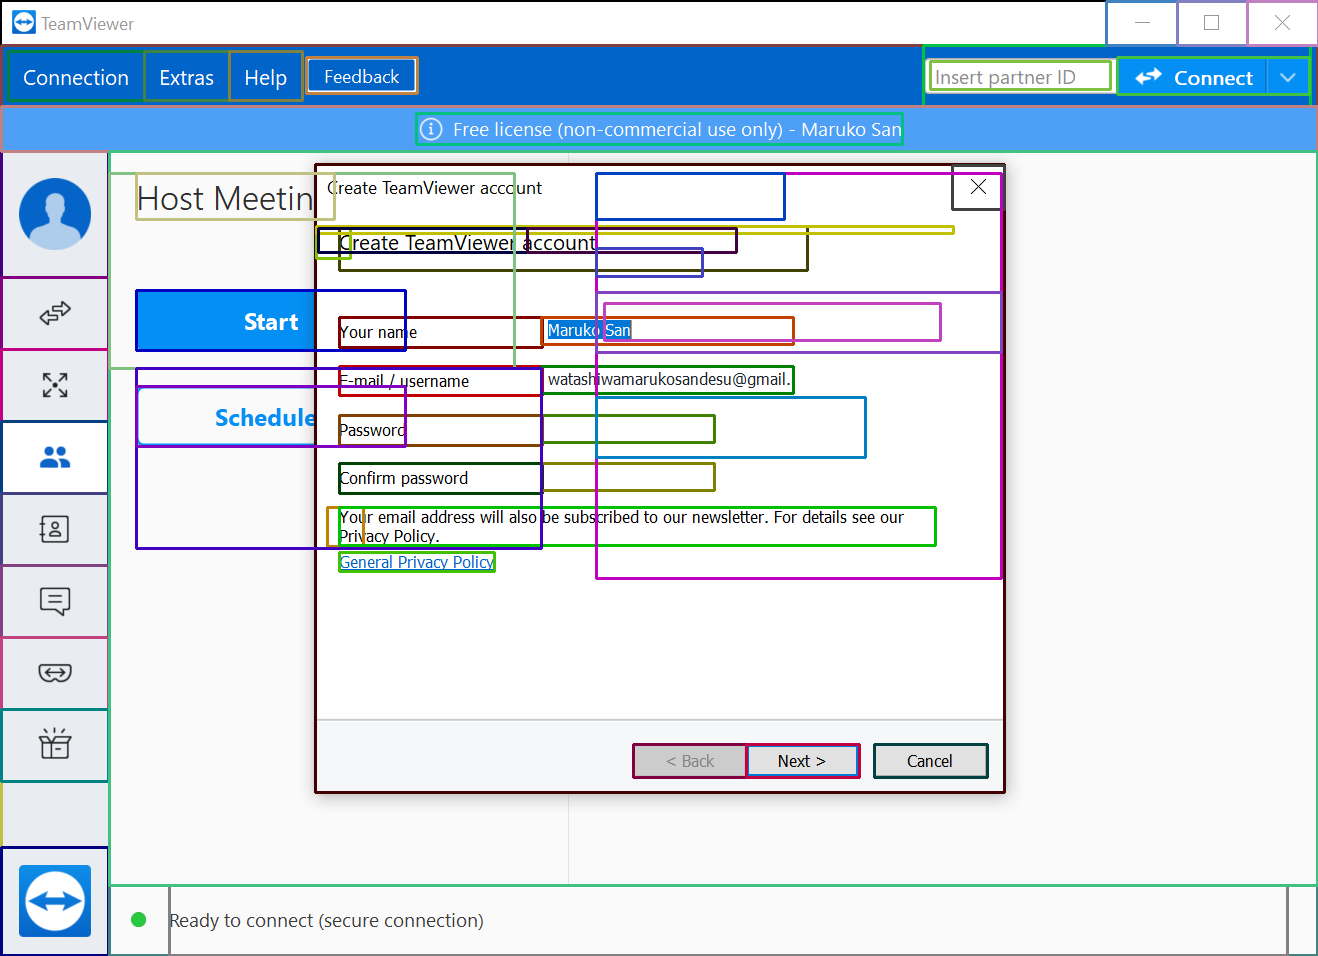 TeamViewer
Connection
Extras
Help
Feedback
Insert partner ID
Connect
Free license (non-commercial use only) - Maruko San
Host Meetin
Create TeamViewer account
Create TeamViewer account
Start
Your name
Maruko San
E-mail / username
watashiwamarukosandesu@gmail.
Schedule
Password
Confirm password
Your email address will also be subscribed to our newsletter. For details see our
Privacy Policy.
General Privacy Policy
< Back
Next >
Cancel
Ready to connect (secure connection)